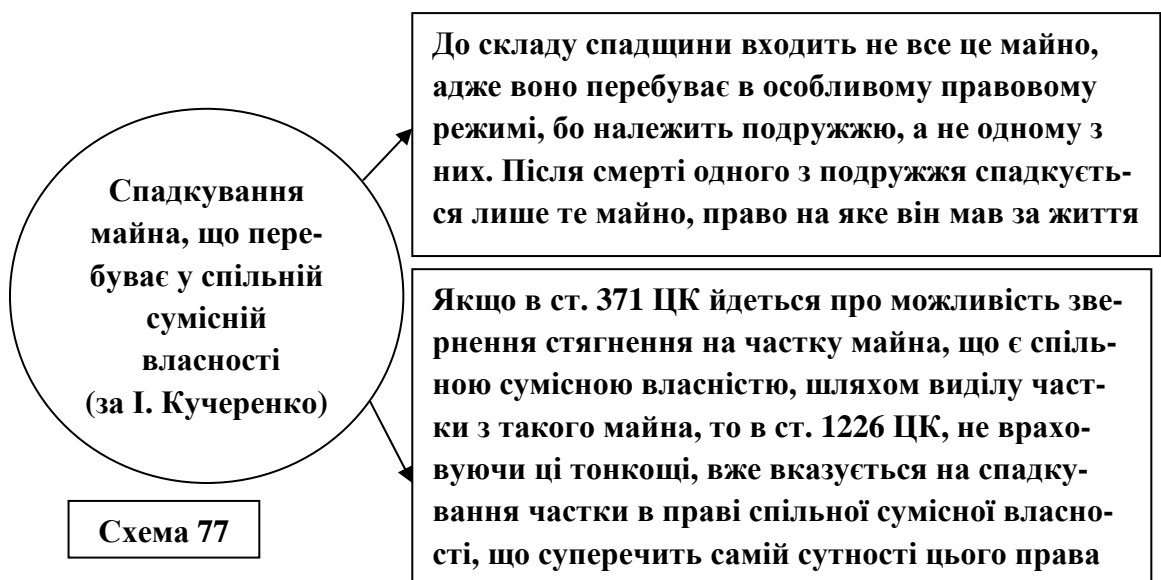 До складу спадщини входить не все це майно,
адже воно перебуває в особливому правовому
режимі, бо належить подружжю, а не одному з
них. Після смерті одного з подружжя спадкуєть-
ся лише те майно, право на яке він мав за життя
Спадкування
майна, що пере-
буває у спільній
сумісній
власності
(за І. Кучеренко)
Якщо в ст. 371 ЦК йдеться про можливість зве-
рнення стягнення на частку майна, що є спіль-
ною сумісною власністю, шляхом виділу част-
ки з такого майна, то в ст. 1226 ЦК, не врахо-
вуючи ці тонкощі, вже вказується на спадку-
вання частки в праві спільної сумісної власно-
сті, що суперечить самій сутності цього права
Схема 77